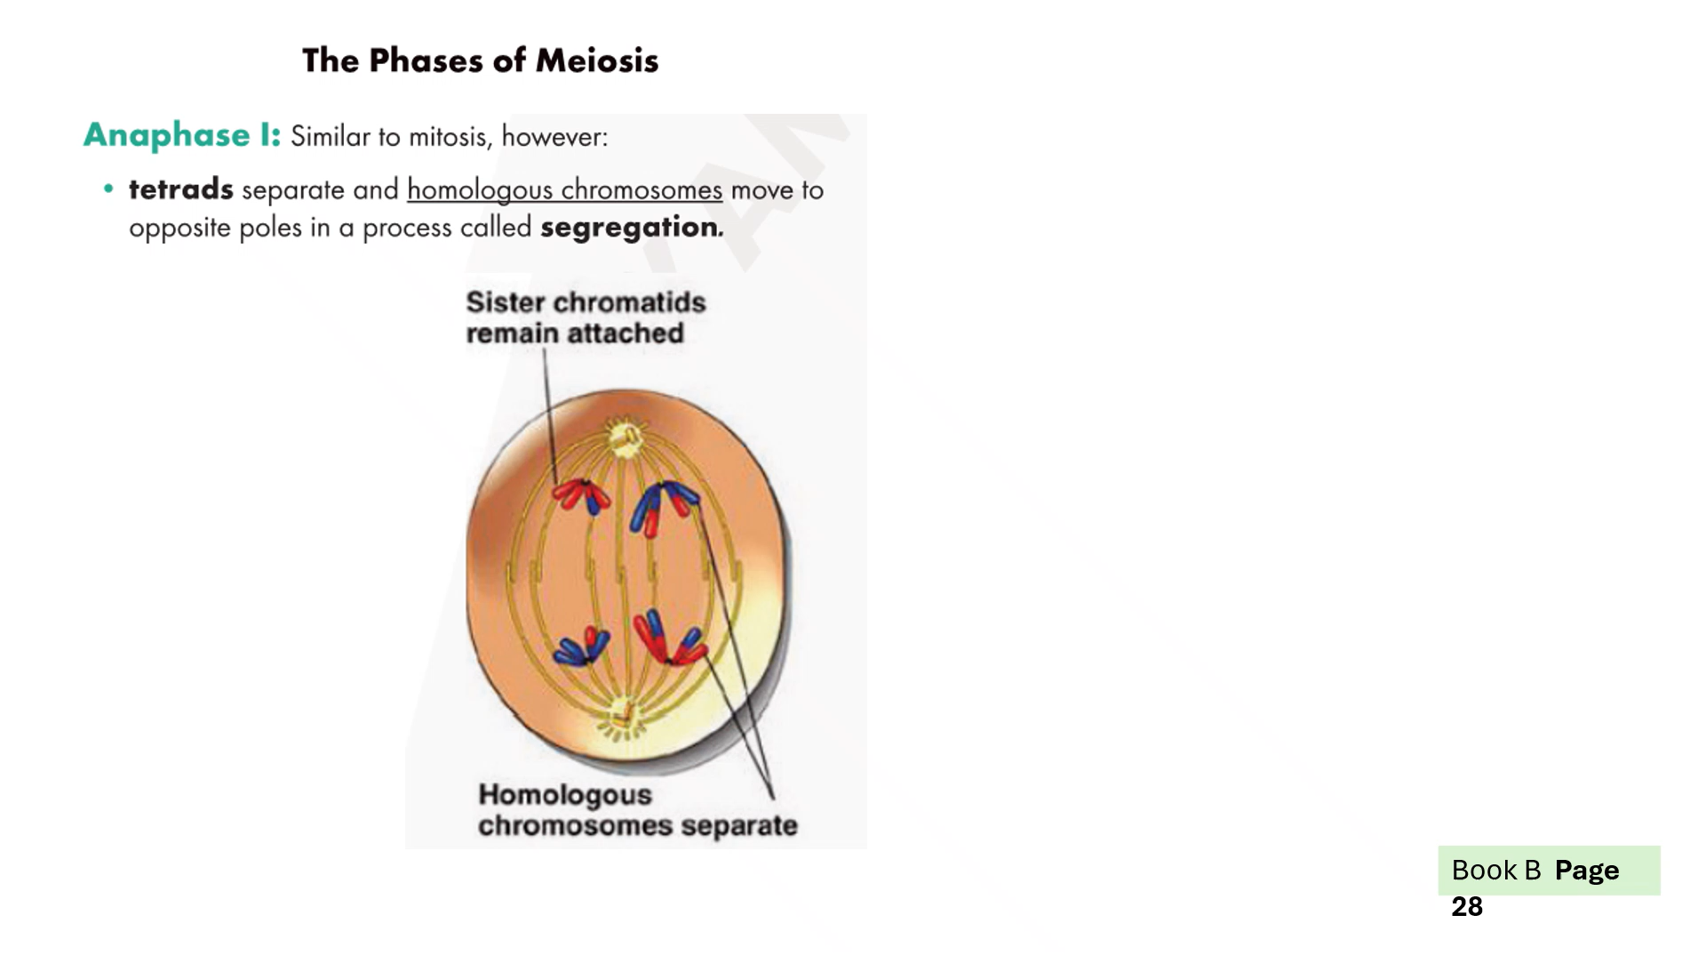 The Phases of Meiosis
Anaphase I: Similar to mitosis, however:
• tetrads separate and homologous chromosomes move to
opposite poles in a process called segregation.
Sister chromatids
remain attached
Homologous
chromosomes separate
Book B Page
28